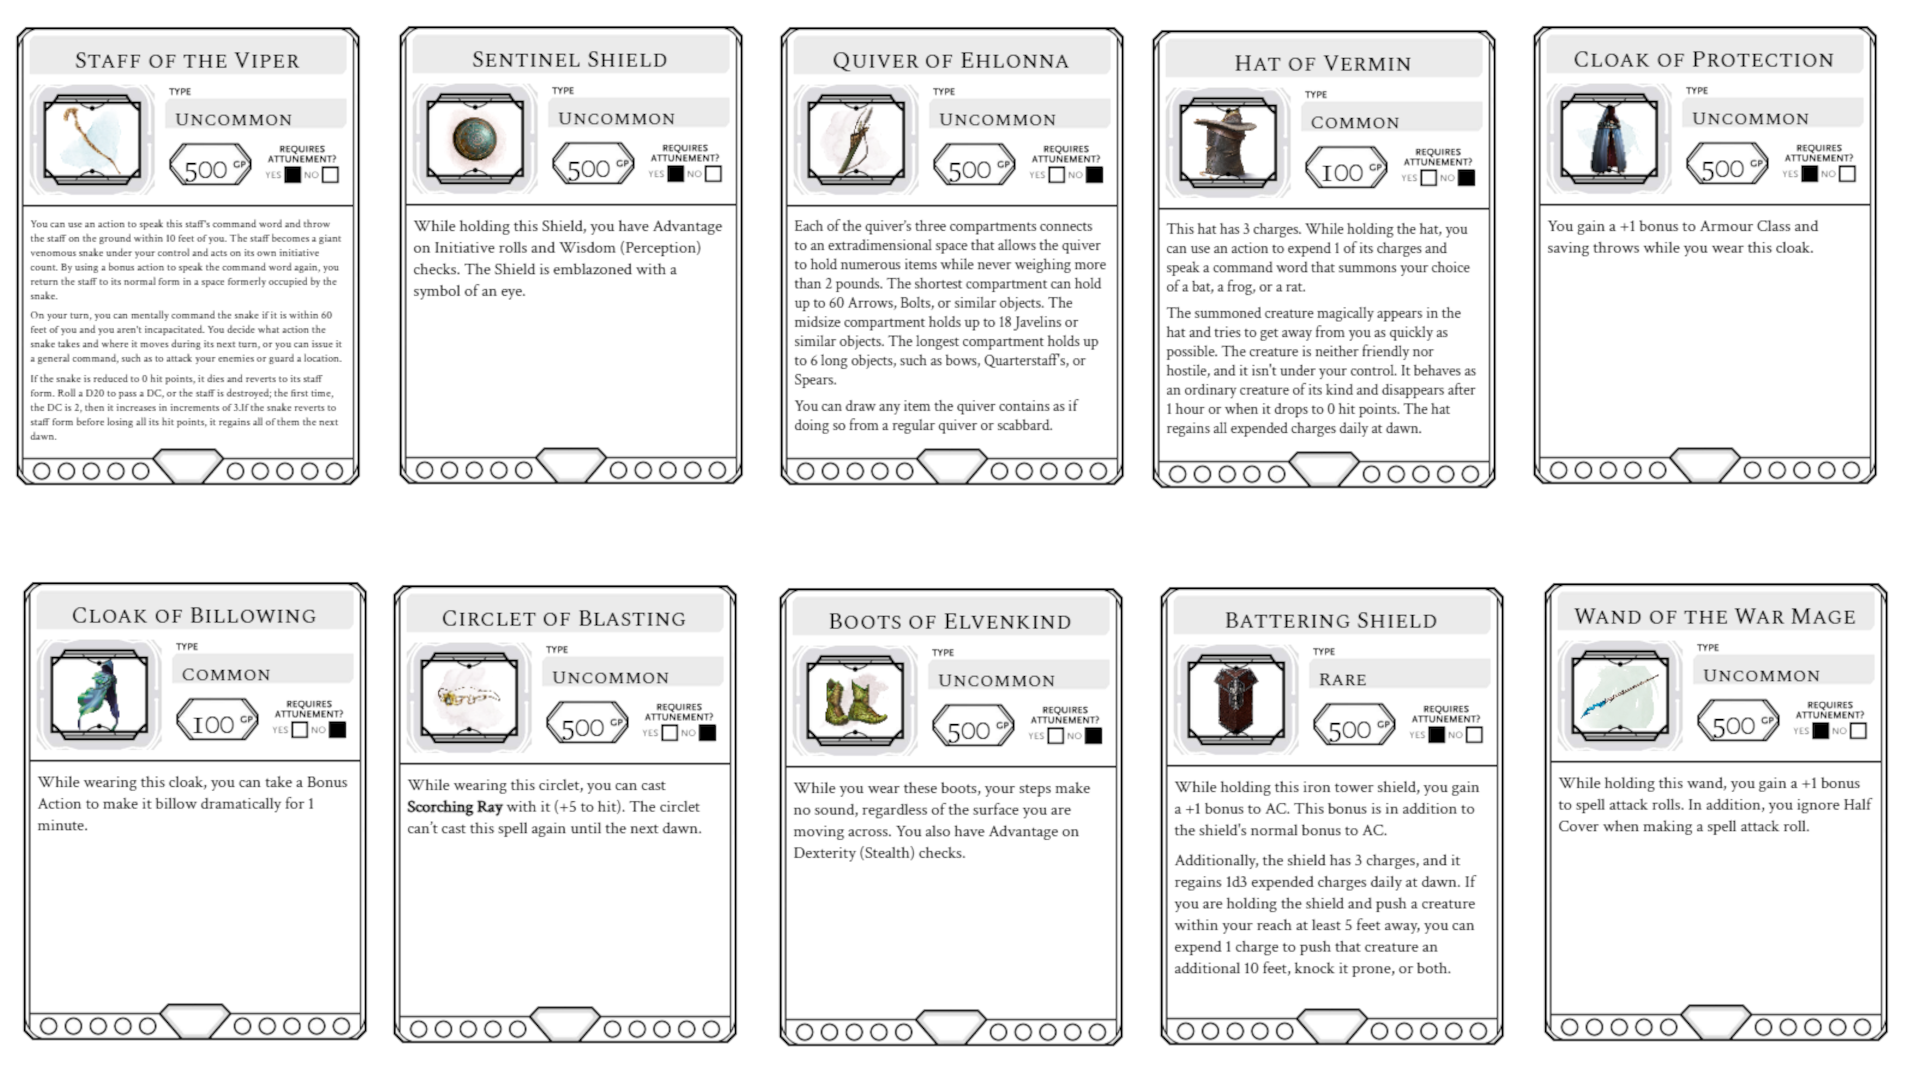 STAFF OF THE VIPER
TYPE
UNCOMMON
500 GP
REQUIRES
ATTUNEMENT?
YES NO
You can use an action to speak this staff's command word and throw
the staff on the ground within 10 feet of you. The staff becomes a giant
venomous snake under your control and acts on its own initiative
count. By using a bonus action to speak the command word again, you
return the staff to its normal form in a space formerly occupied by the
snake.
On your turn, you can mentally command the snake if it is within 60
feet of you and you aren't incapacitated. You decide what action the
snake takes and where it moves during its next turn, or you can issue it
a general command, such as to attack your enemies or guard a location.
If the snake is reduced to 0 hit points, it dies and reverts to its staff
form. Roll a D20 to pass a DC, or the staff is destroyed; the first time,
the DC is 2, then it increases in increments of 3.If the snake reverts to
staff form before losing all its hit points, it regains all of them the next
dawn.
SENTINEL SHIELD
TYPE
UNCOMMON
500 GP
REQUIRES
ATTUNEMENT?
YES NO
While holding this Shield, you have Advantage
on Initiative rolls and Wisdom (Perception)
checks. The Shield is emblazoned with a
symbol of an eye.
QUIVER OF EHLONNA
TYPE
UNCOMMON
500 GP
REQUIRES
ATTUNEMENT?
YES NO
Each of the quiver's three compartments connects
to an extradimensional space that allows the quiver
to hold numerous items while never weighing more
than 2 pounds. The shortest compartment can hold
up to 60 Arrows, Bolts, or similar objects. The
midsize compartment holds up to 18 Javelins or
similar objects. The longest compartment holds up
to 6 long objects, such as bows, Quarterstaff's, or
Spears.
You can draw any item the quiver contains as if
doing so from a regular quiver or scabbard.
HAT OF VERMIN
TYPE
COMMON
100 GP
REQUIRES
ATTUNEMENT?
YES NO
This hat has 3 charges. While holding the hat, you
can use an action to expend 1 of its charges and
speak a command word that summons your choice
of a bat, a frog, or a rat.
The summoned creature magically appears in the
hat and tries to get away from you as quickly as
possible. The creature is neither friendly nor
hostile, and it isn't under your control. It behaves as
an ordinary creature of its kind and disappears after
1 hour or when it drops to 0 hit points. The hat
regains all expended charges daily at dawn.
CLOAK OF PROTECTION
TYPE
UNCOMMON
500 GP
REQUIRES
ATTUNEMENT?
YES NO
You gain a +1 bonus to Armour Class and
saving throws while you wear this cloak.
CLOAK OF BILLOWING
TYPE
COMMON
100 GP
REQUIRES
ATTUNEMENT?
YES NO
While wearing this cloak, you can take a Bonus
Action to make it billow dramatically for 1
minute.
CIRCLET OF BLASTING
TYPE
UNCOMMON
500 GP
REQUIRES
ATTUNEMENT?
YES NO
While wearing this circlet, you can cast
Scorching Ray with it (+5 to hit). The circlet
can't cast this spell again until the next dawn.
BOOTS OF ELVENKIND
TYPE
UNCOMMON
500 GP
REQUIRES
ATTUNEMENT?
YES NO
While you wear these boots, your steps make
no sound, regardless of the surface you are
moving across. You also have Advantage on
Dexterity (Stealth) checks.
BATTERING SHIELD
TYPE
RARE
500 GP
REQUIRES
ATTUNEMENT?
YES NO
While holding this iron tower shield, you gain
a +1 bonus to AC. This bonus is in addition to
the shield's normal bonus to AC.
Additionally, the shield has 3 charges, and it
regains 1d3 expended charges daily at dawn. If
you are holding the shield and push a creature
within your reach at least 5 feet away, you can
expend 1 charge to push that creature an
additional 10 feet, knock it prone, or both.
WAND OF THE WAR MAGE
TYPE
UNCOMMON
500 GP
REQUIRES
ATTUNEMENT?
YES NO
While holding this wand, you gain a +1 bonus
to spell attack rolls. In addition, you ignore Half
Cover when making a spell attack roll.